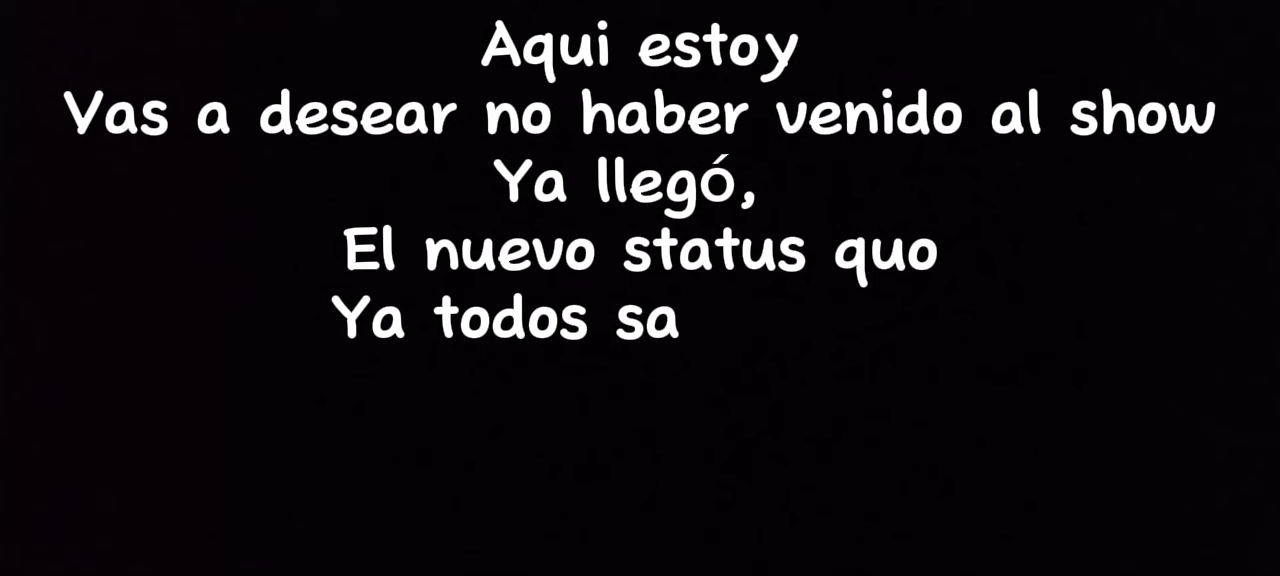 Aqui estoy
Vas a desear no haber venido al show
Ya llegó,
El nuevo status quo
Ya todos sa